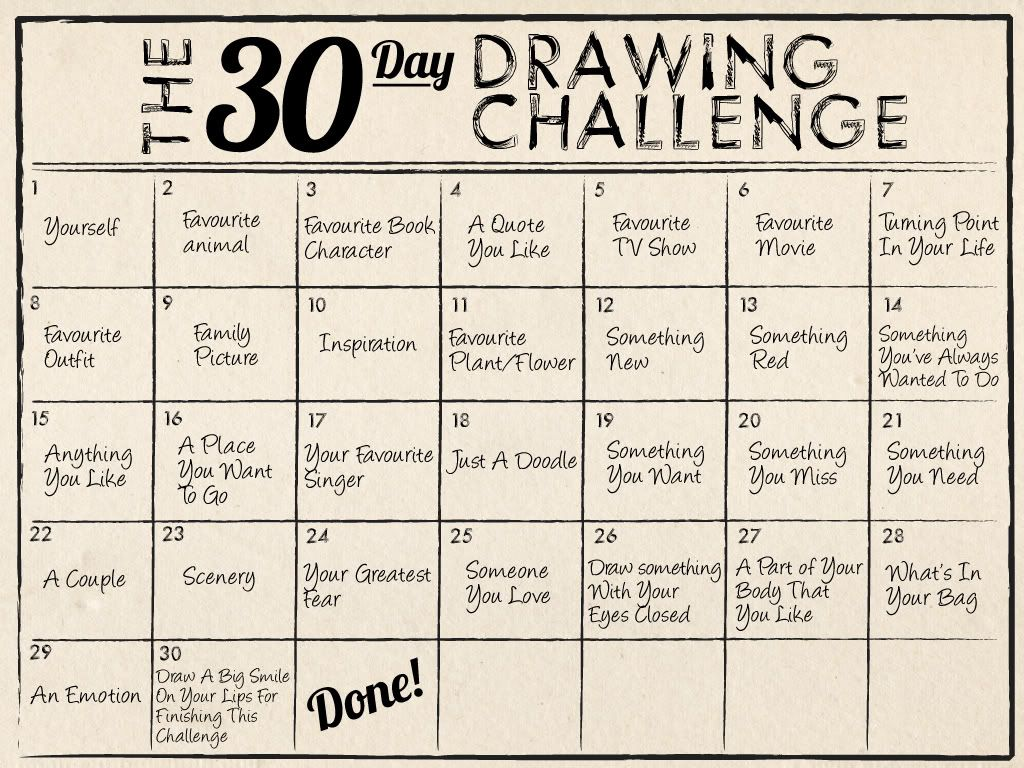 THE 30 Day DRAWING
CHALLENGE
1
Yourself
2
Favourite
animal
3
Favourite Book
Character
4
A Quote
You Like
5
Favourite
TV Show
6
Favourite
Movie
7
Turning Point
In Your Life
8
Favourite
Outfit
9
Family
Picture
10
Inspiration
11
Favourite
Plant/Flower
12
Something
New
13
Something
Red
14
Something
You've Always
Wanted To Do
15
Anything
You Like
16
A Place
You Want
To Go
17
Your Favourite
Singer
18
Just A Doodle
19
Something
You Want
20
Something
You Miss
21
Something
You Need
22
A Couple
23
Scenery
24
Your Greatest
Fear
25
Someone
You Love
26
Draw something
With Your
Eyes Closed
27
A Part of Your
Body That
You Like
28
What's In
Your Bag
29
An Emotion
30
Draw A Big Smile
On Your Lips For
Finishing This
Challenge
Done!